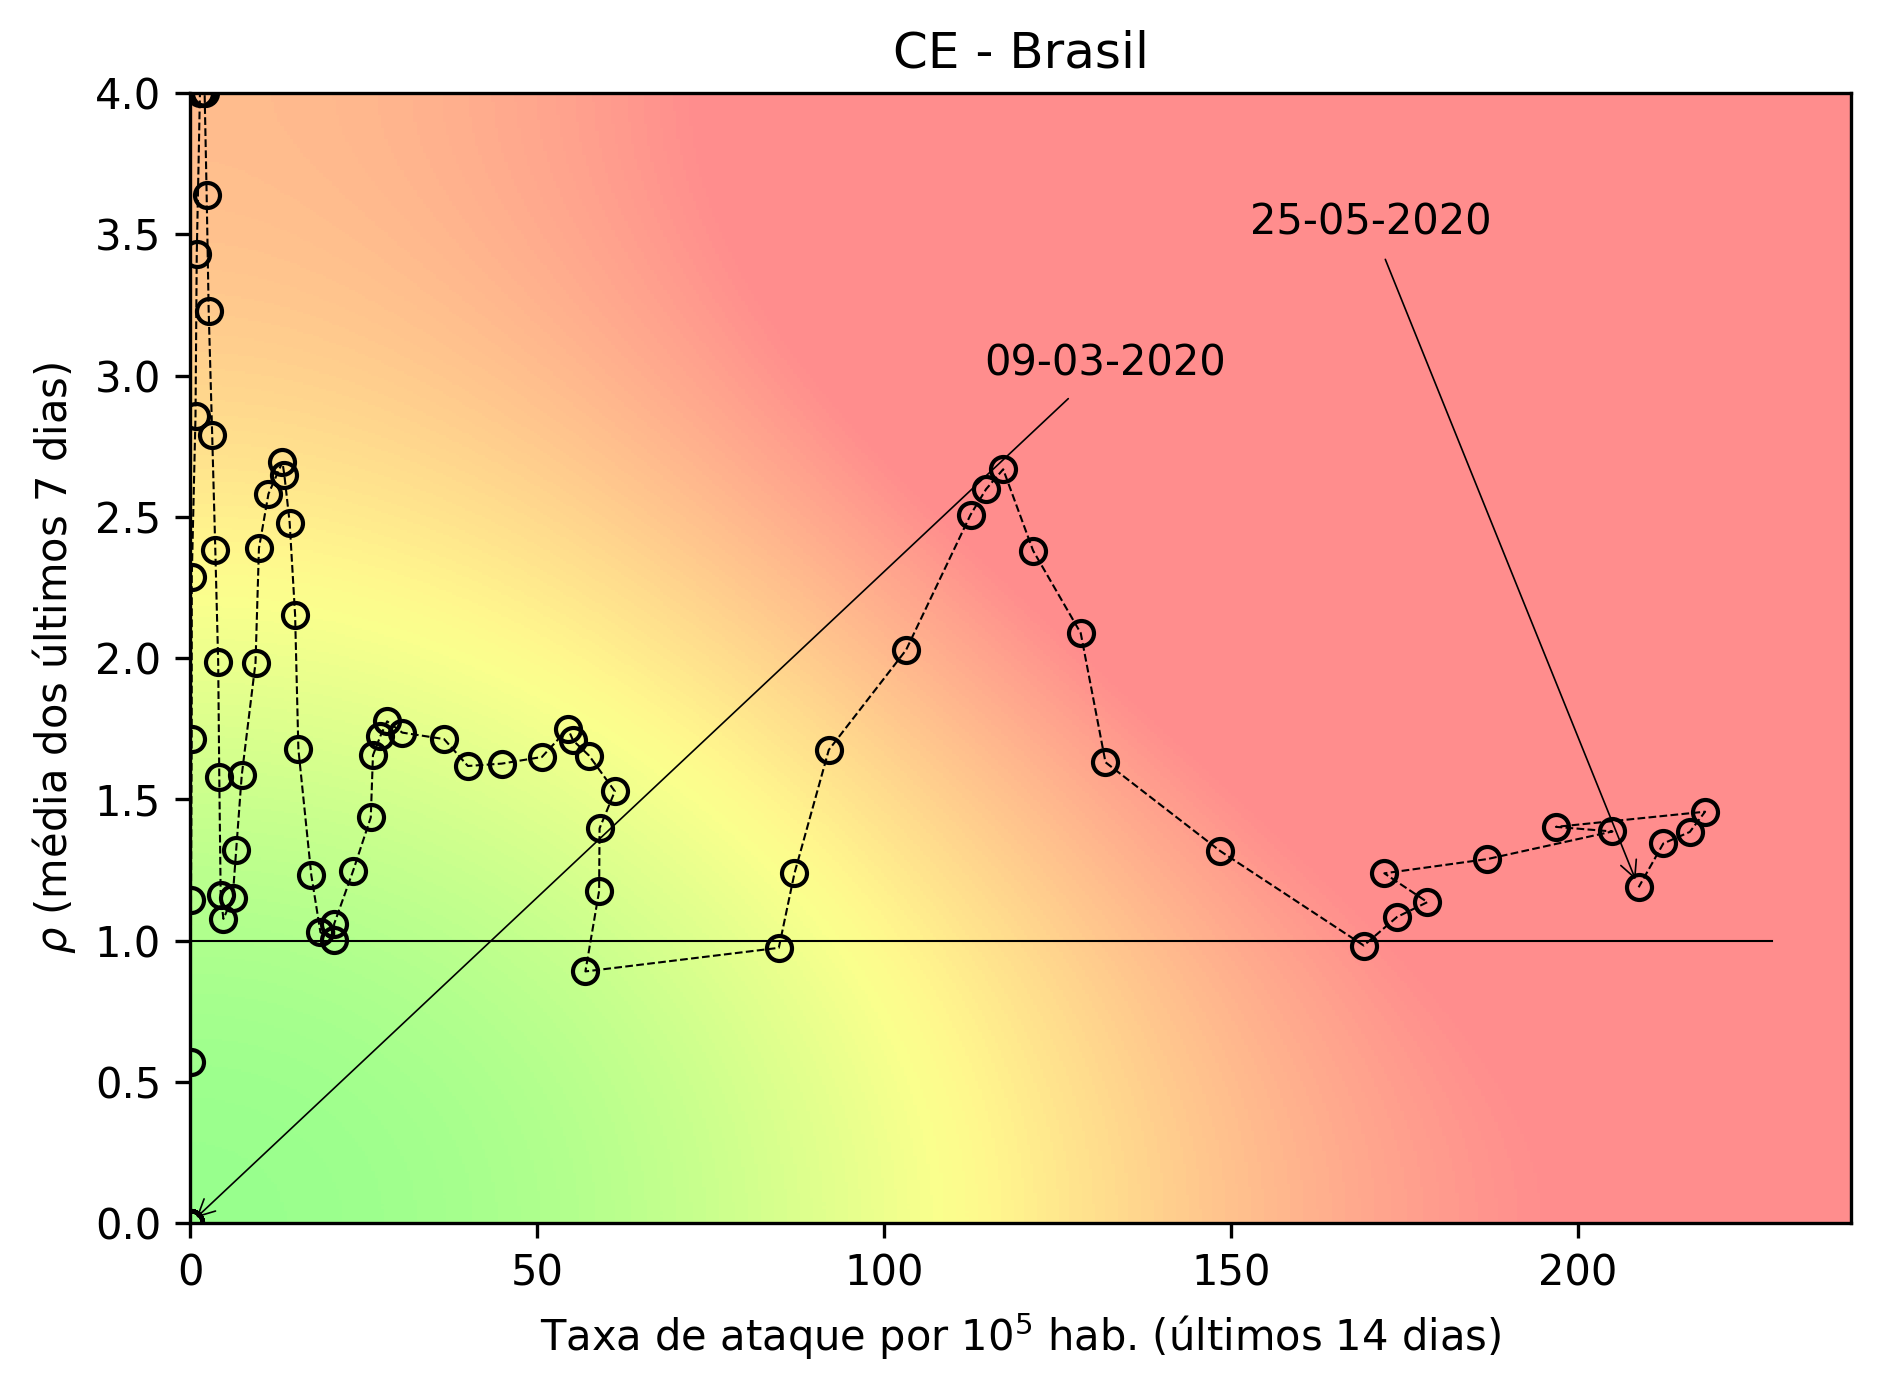 CE - Brasil
4.0
3.5
3.0
2.5
2.0
1.5
1.0
0.5
0.0
ρ (média dos últimos 7 dias)
25-05-2020
09-03-2020
0 50 100 150 200
Taxa de ataque por 10⁵ hab. (últimos 14 dias)